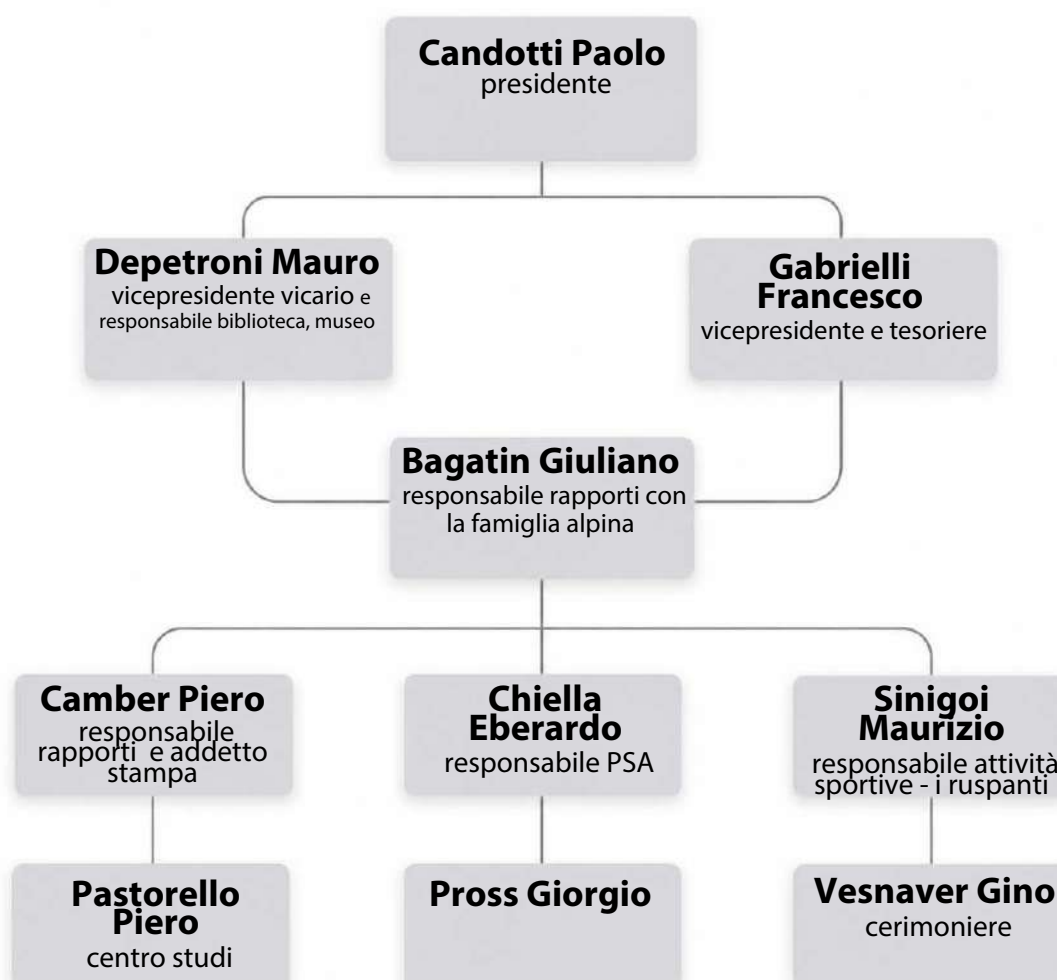 Candotti Paolo
presidente
Depetroni Mauro
vicepresidente vicario e
responsabile biblioteca, museo
Gabrielli
Francesco
vicepresidente e tesoriere
Bagatin Giuliano
responsabile rapporti con
la famiglia alpina
Camber Piero
responsabile
rapporti e addetto
stampa
Chiella
Eberardo
responsabile PSA
Sinigoi
Maurizio
responsabile attività
sportive - i ruspanti
Pastorello
Piero
centro studi
Pross Giorgio
Vesnaver Gino
cerimoniere